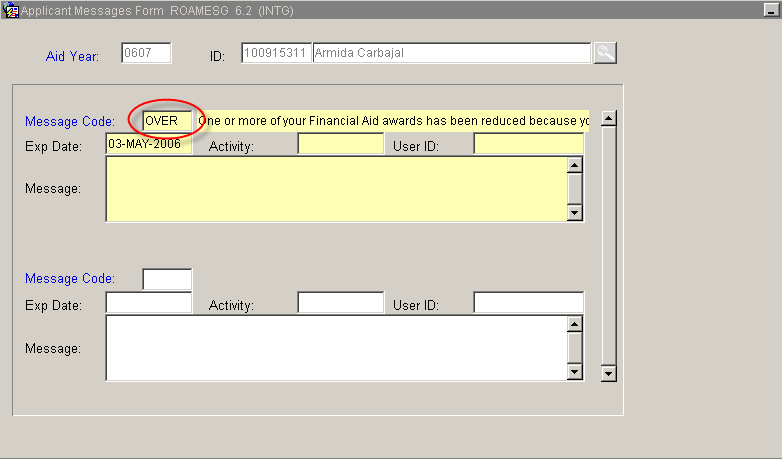 Applicant Messages Form ROAMESG 6.2 (INTG)
Aid Year: 0607 ID: 100915311 Armida Carbajal
Message Code: OVER One or more of your Financial Aid awards has been reduced because yo
Exp Date: 03-MAY-2006 Activity: User ID:
Message:
Message Code:
Exp Date: Activity: User ID:
Message: